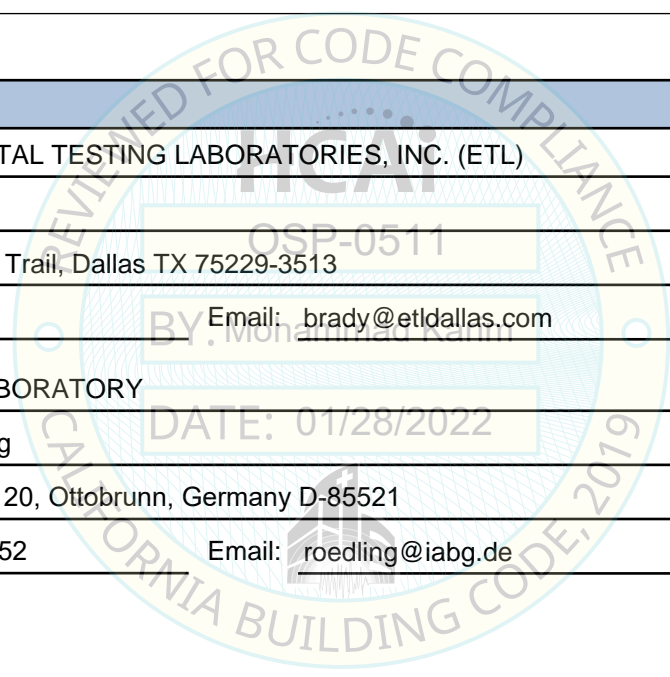 REVIEWED FOR CODE COMPLIANCE
HCAi
TAL TESTING LABORATORIES, INC. (ETL)
OSP-0511
Trail, Dallas TX 75229-3513
Email: brady@etldallas.com
BY: Mohammad Karim
BORATORY
DATE: 01/28/2022
g
20, Ottobrunn, Germany D-85521
52 Email: roedling@iabg.de
CALIFORNIA BUILDING CODE, 2019